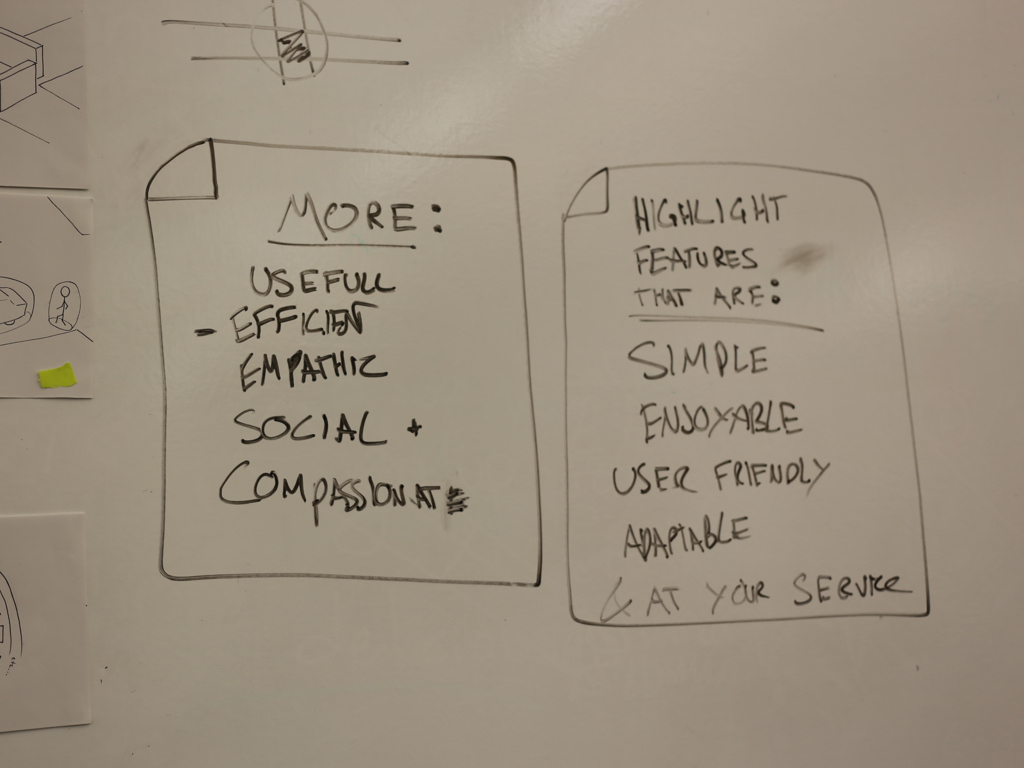 MORE:
USEFULL
- EFFICIENT
EMPATHIC
SOCIAL +
COMPASSIONATE
HIGHLIGHT
FEATURES
THAT ARE:
SIMPLE
ENJOYABLE
USER FRIENDLY
ADAPTABLE
& AT YOUR SERVICE